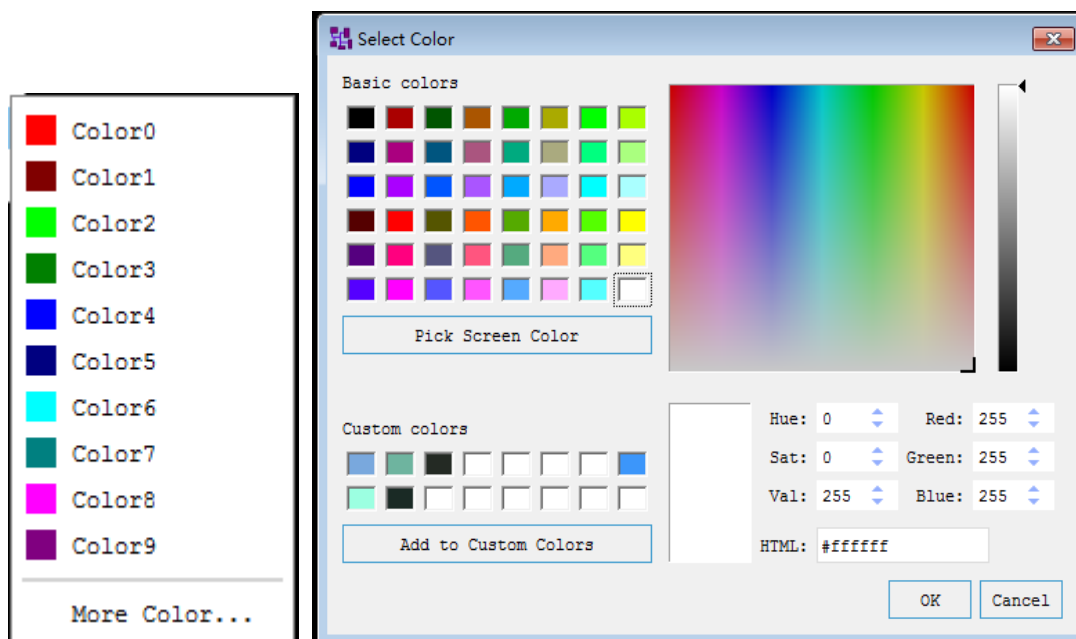 Color0
Color1
Color2
Color3
Color4
Color5
Color6
Color7
Color8
Color9
More Color...
Select Color
Basic colors
Pick Screen Color
Custom colors
Add to Custom Colors
Hue: 0 Red: 255
Sat: 0 Green: 255
Val: 255 Blue: 255
HTML: #ffffff
OK Cancel